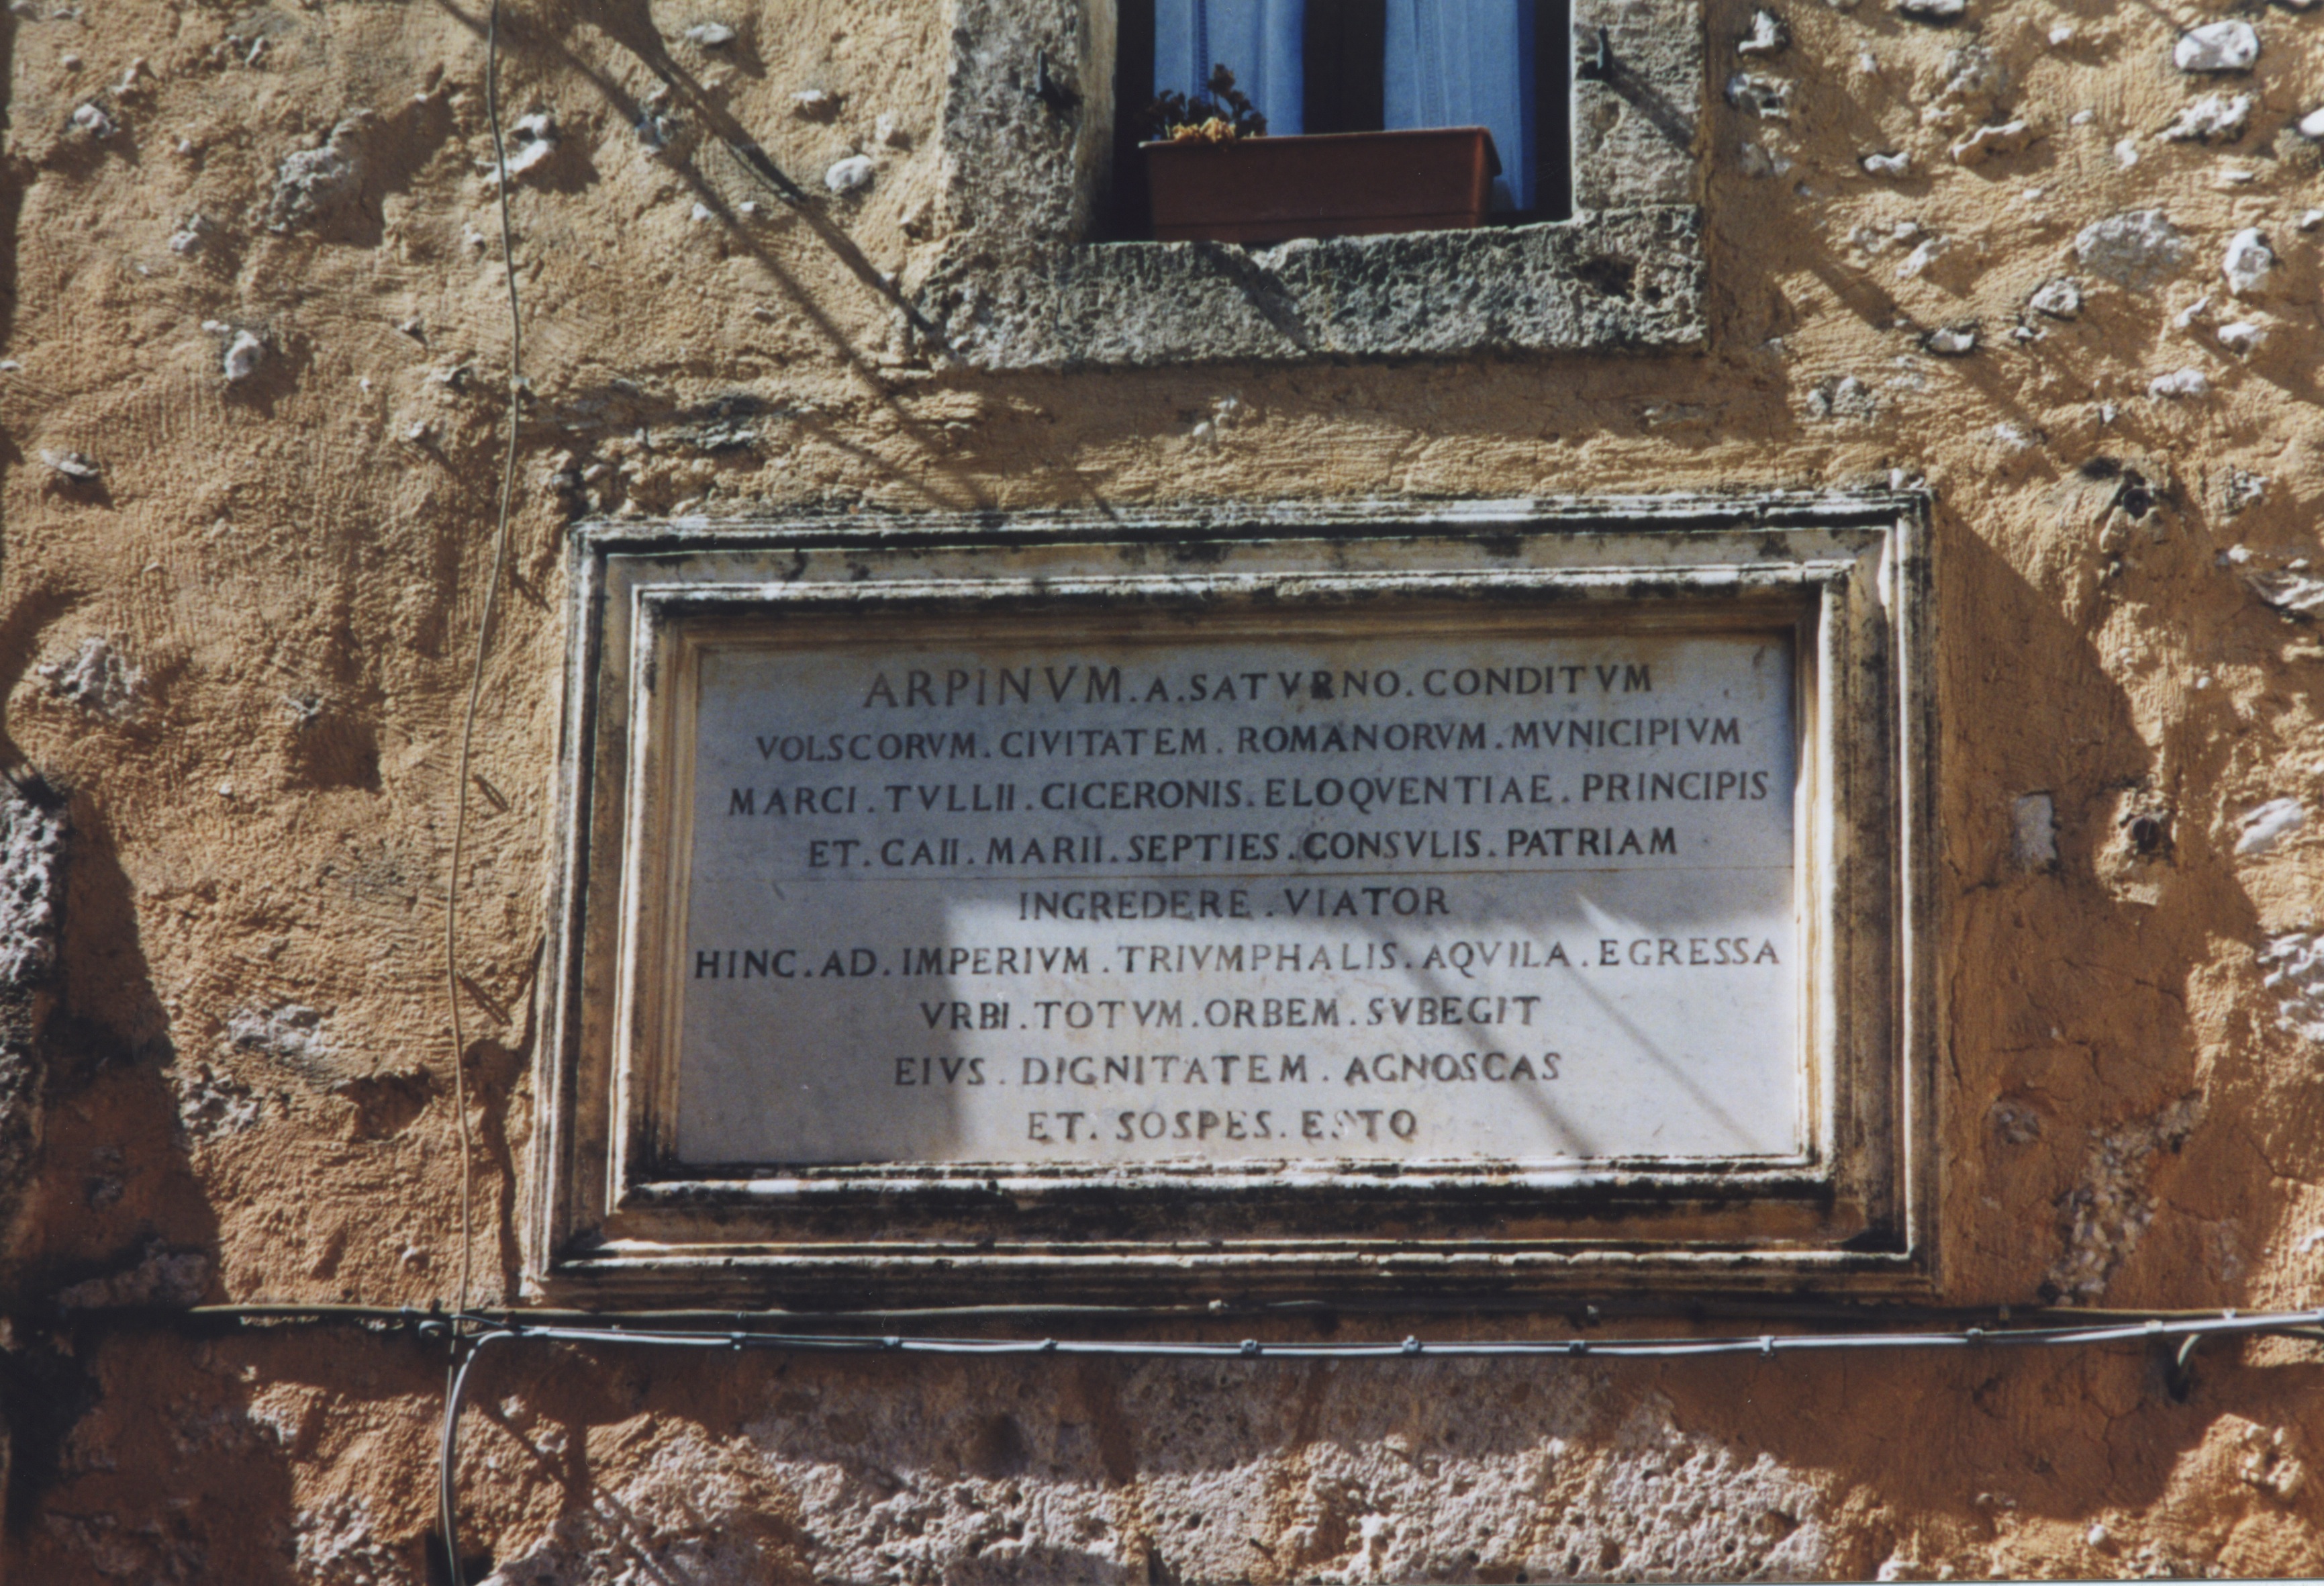 ARPINVM.A.SATVRNO.CONDITVM
VOLSCORVM.CIVITATEM.ROMANORVM.MVNICIPIVM
MARCI.TVLLII.CICERONIS.ELOQVENTIAE.PRINCIPIS
ET.CAII.MARII.SEPTIES.CONSVLIS.PATRIAM
INGREDERE.VIATOR
HINC.AD.IMPERIVM.TRIVMPHALIS.AQVILA.EGRESSA
VRBI.TOTVM.ORBEM.SVBEGIT
EIVS.DIGNITATEM.AGNOSCAS
ET.SOSPES.ESTO